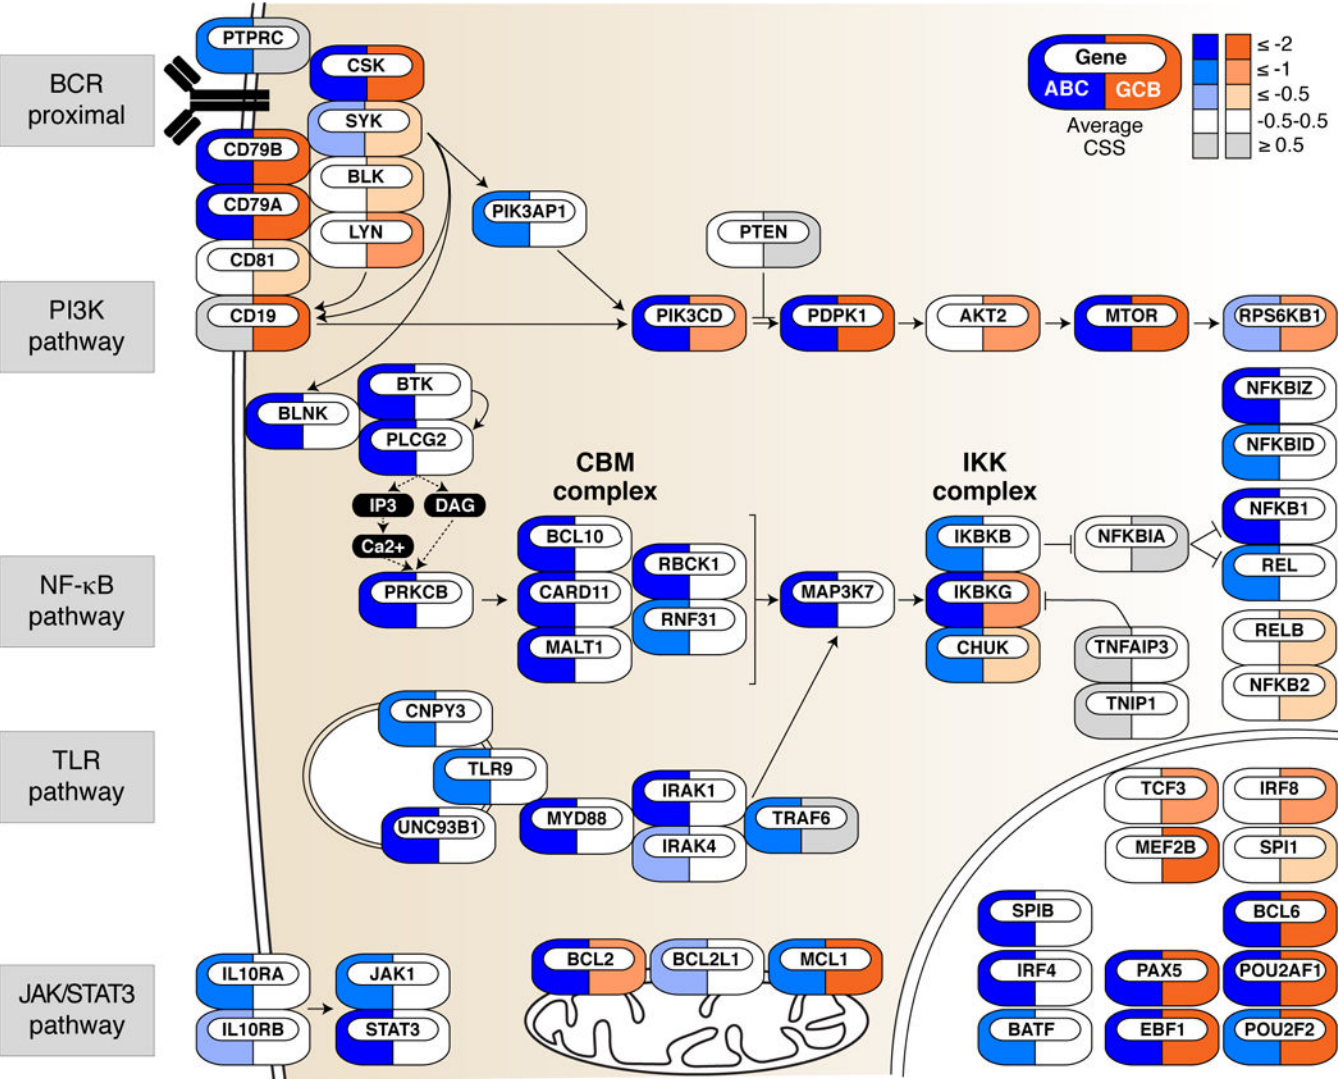 PTPRC
CSK
SYK
BLK
LYN
CD79B
CD79A
CD81
CD19
BCR
proximal
Gene
ABC GCB
Average
CSS
≤ -2
≤ -1
≤ -0.5
-0.5-0.5
≥ 0.5
PI3K
pathway
PIK3AP1
PTEN
PIK3CD
PDPK1
AKT2
MTOR
RPS6KB1
BLNK
BTK
PLCG2
IP3
DAG
Ca2+
PRKCB
NF-κB
pathway
CBM
complex
BCL10
CARD11
MALT1
RBCK1
RNF31
MAP3K7
IKK
complex
IKBKB
IKBKG
CHUK
NFKBIA
TNFAIP3
TNIP1
NFKBIZ
NFKBID
NFKB1
REL
RELB
NFKB2
TLR
pathway
CNPY3
TLR9
UNC93B1
MYD88
IRAK1
IRAK4
TRAF6
TCF3
IRF8
MEF2B
SPI1
SPIB
BCL6
IRF4
PAX5
POU2AF1
BATF
EBF1
POU2F2
JAK/STAT3
pathway
IL10RA
IL10RB
JAK1
STAT3
BCL2
BCL2L1
MCL1